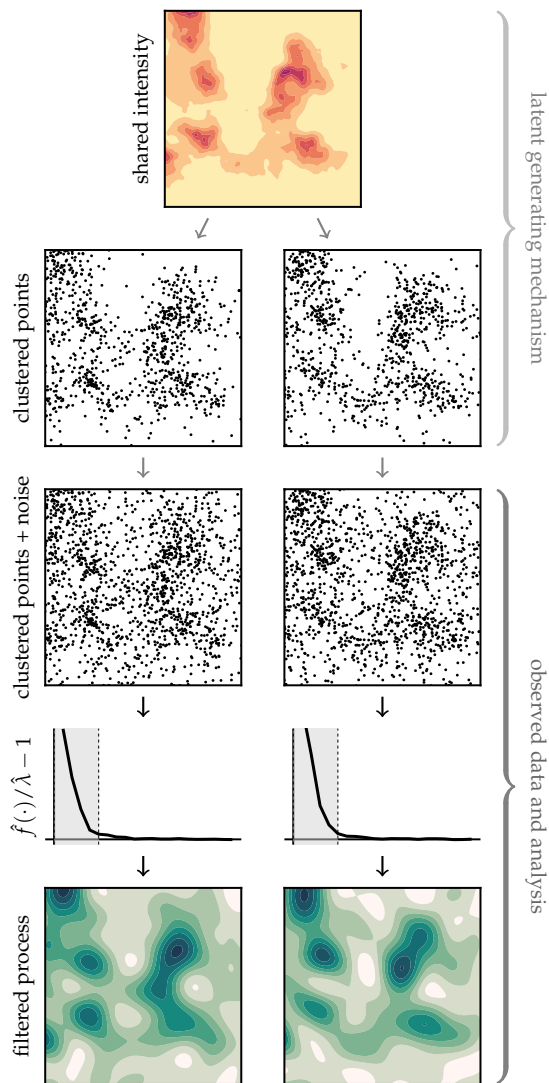 shared intensity
latent generating mechanism
clustered points
clustered points + noise
observed data and analysis
f̂(·)/λ̂ − 1
filtered process